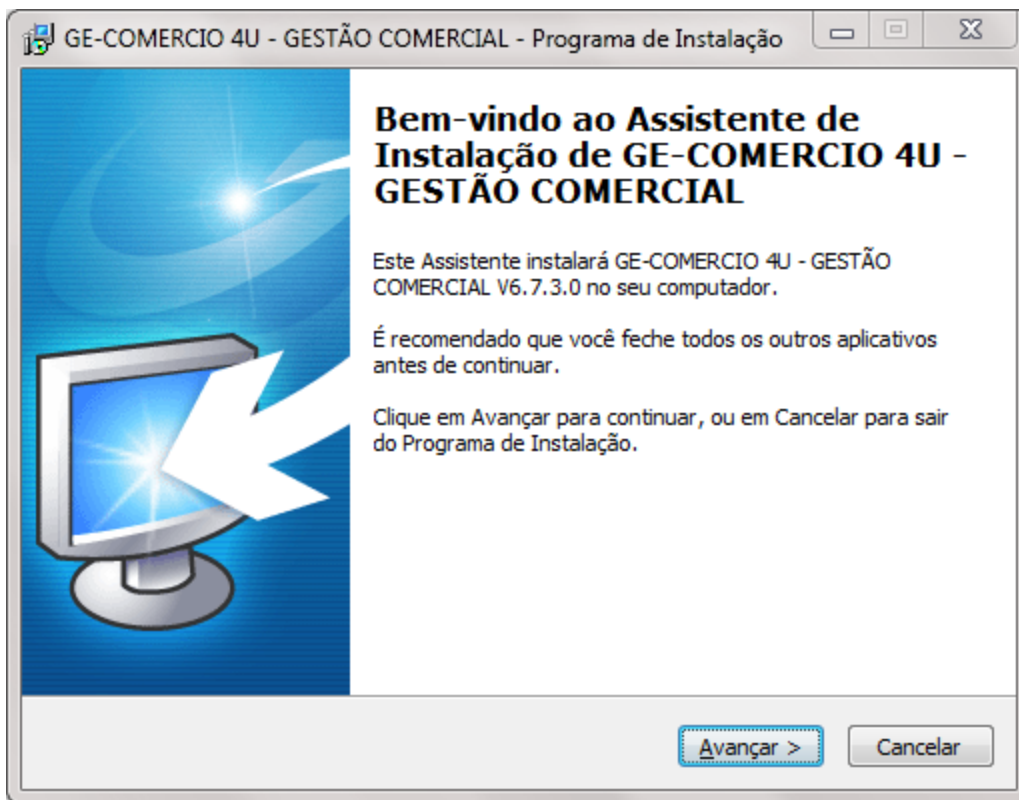 GE-COMERCIO 4U - GESTÃO COMERCIAL - Programa de Instalação
Bem-vindo ao Assistente de
Instalação de GE-COMERCIO 4U -
GESTÃO COMERCIAL
Este Assistente instalará GE-COMERCIO 4U - GESTÃO
COMERCIAL V6.7.3.0 no seu computador.
É recomendado que você feche todos os outros aplicativos
antes de continuar.
Clique em Avançar para continuar, ou em Cancelar para sair
do Programa de Instalação.
Avançar >
Cancelar